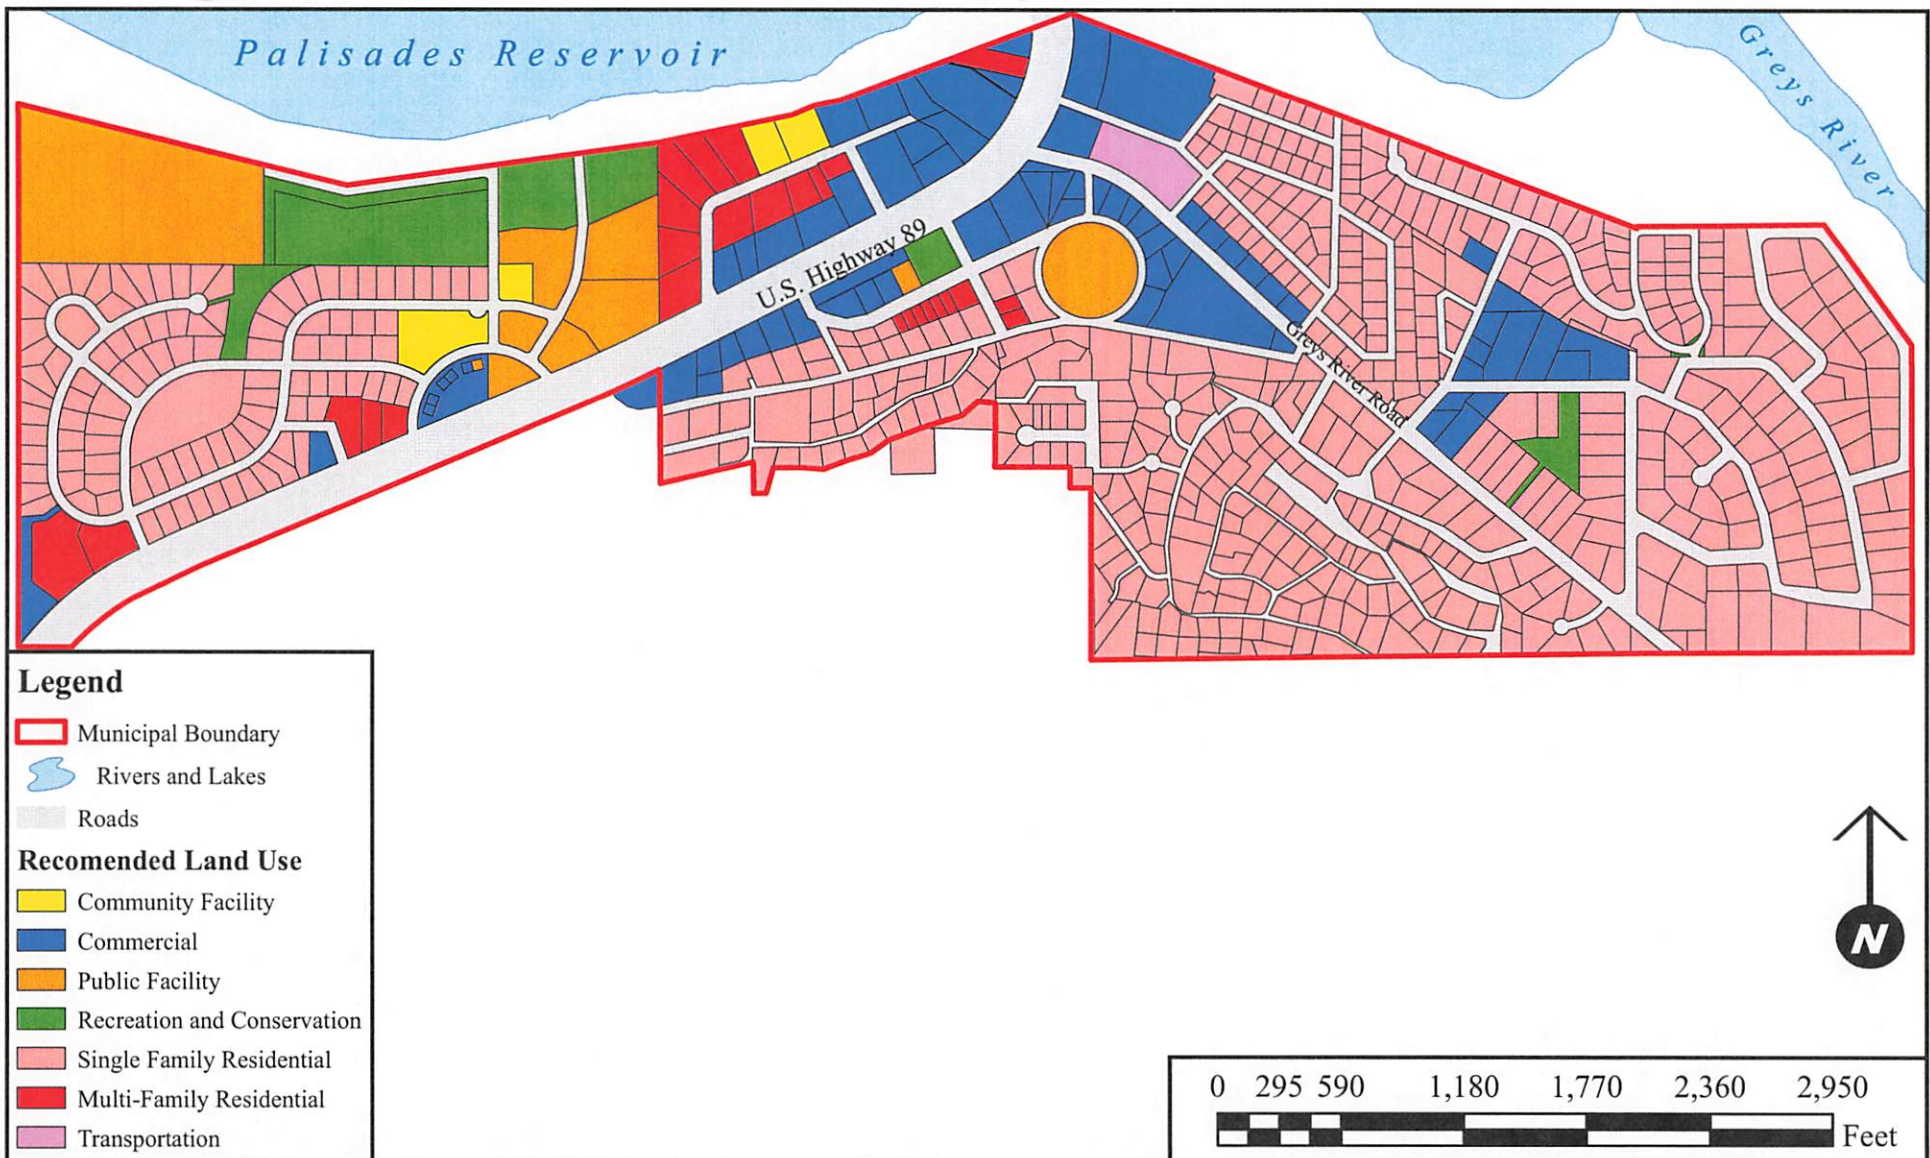 Palisades Reservoir
Greys River
U.S. Highway 89
Greys River Road
Legend
Municipal Boundary
Rivers and Lakes
Roads
Recomended Land Use
Community Facility
Commercial
Public Facility
Recreation and Conservation
Single Family Residential
Multi-Family Residential
Transportation
N
0 295 590 1,180 1,770 2,360 2,950
Feet